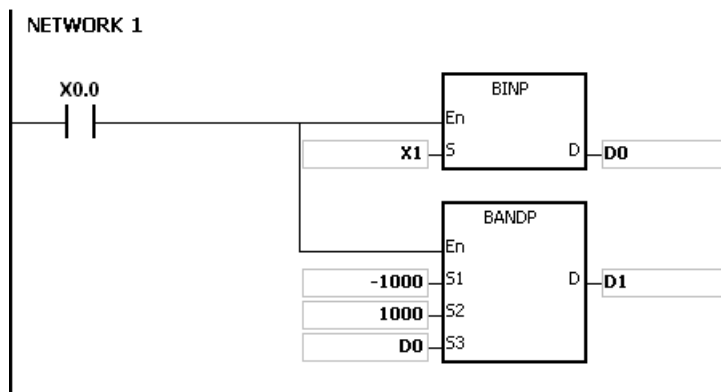 NETWORK 1
X0.0
BINP
En
X1 S D D0
BANDP
En
-1000 S1 D D1
1000 S2
D0 S3